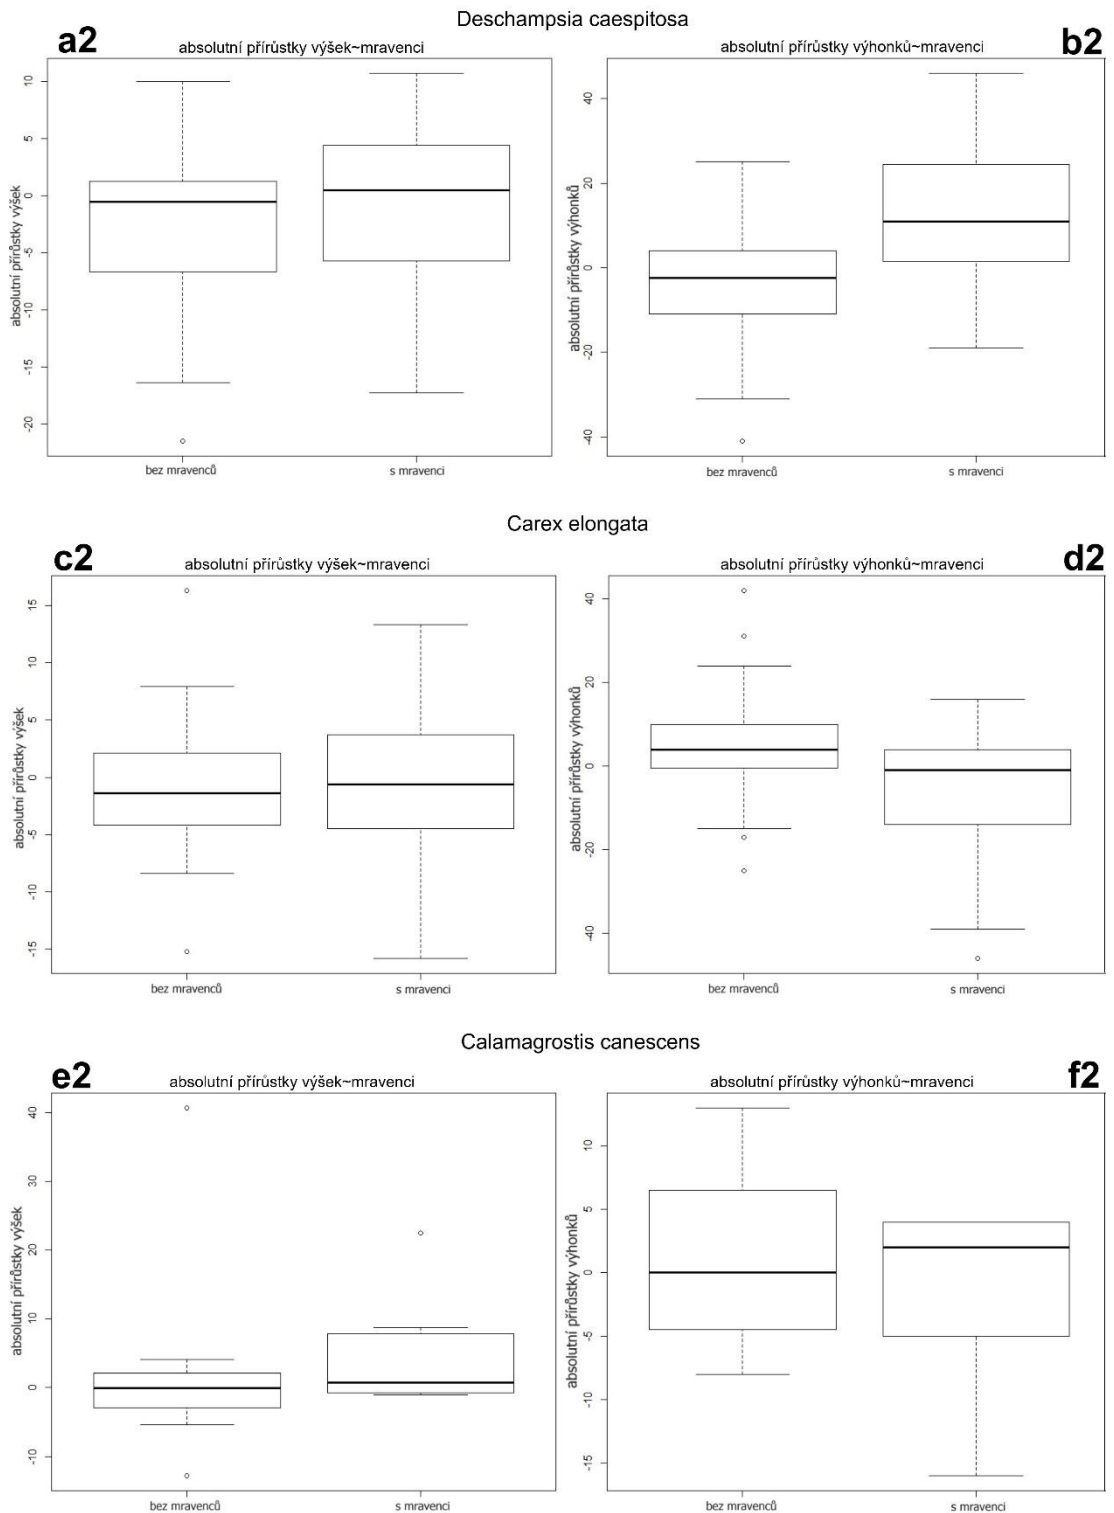 Deschampsia caespitosa
a2
absolutní přírůstky výšek~mravenci
absolutní přírůstky výšek
10
5
0
-5
-10
-15
-20
bez mravenců
s mravenci
b2
absolutní přírůstky výhonků~mravenci
absolutní přírůstky výhonků
40
20
0
-20
-40
bez mravenců
s mravenci
Carex elongata
c2
absolutní přírůstky výšek~mravenci
absolutní přírůstky výšek
15
10
5
0
-5
-10
-15
bez mravenců
s mravenci
d2
absolutní přírůstky výhonků~mravenci
absolutní přírůstky výhonků
40
20
0
-20
-40
bez mravenců
s mravenci
Calamagrostis canescens
e2
absolutní přírůstky výšek~mravenci
absolutní přírůstky výšek
40
30
20
10
0
-10
bez mravenců
s mravenci
f2
absolutní přírůstky výhonků~mravenci
absolutní přírůstky výhonků
10
5
0
-5
-10
-15
bez mravenců
s mravenci